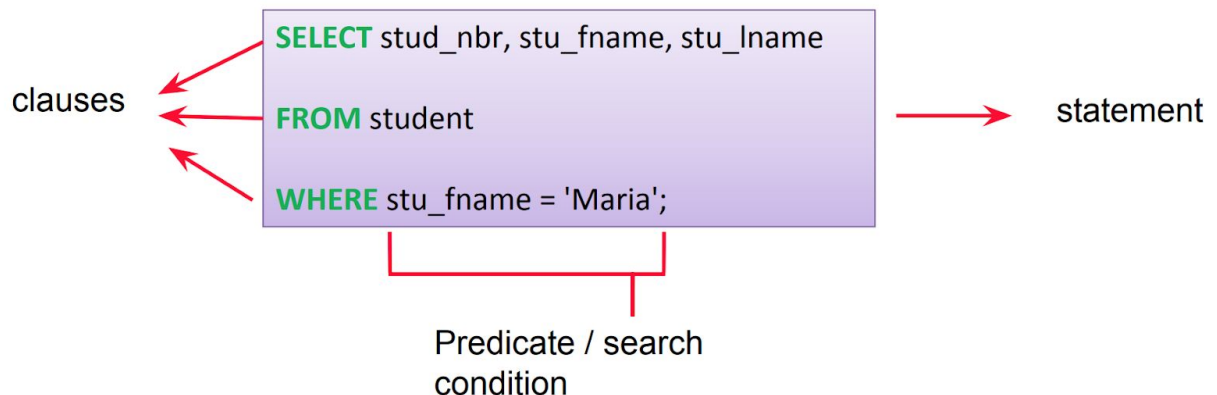 SELECT stud_nbr, stu_fname, stu_lname
clauses
FROM student
statement
WHERE stu_fname = 'Maria';
Predicate / search
condition